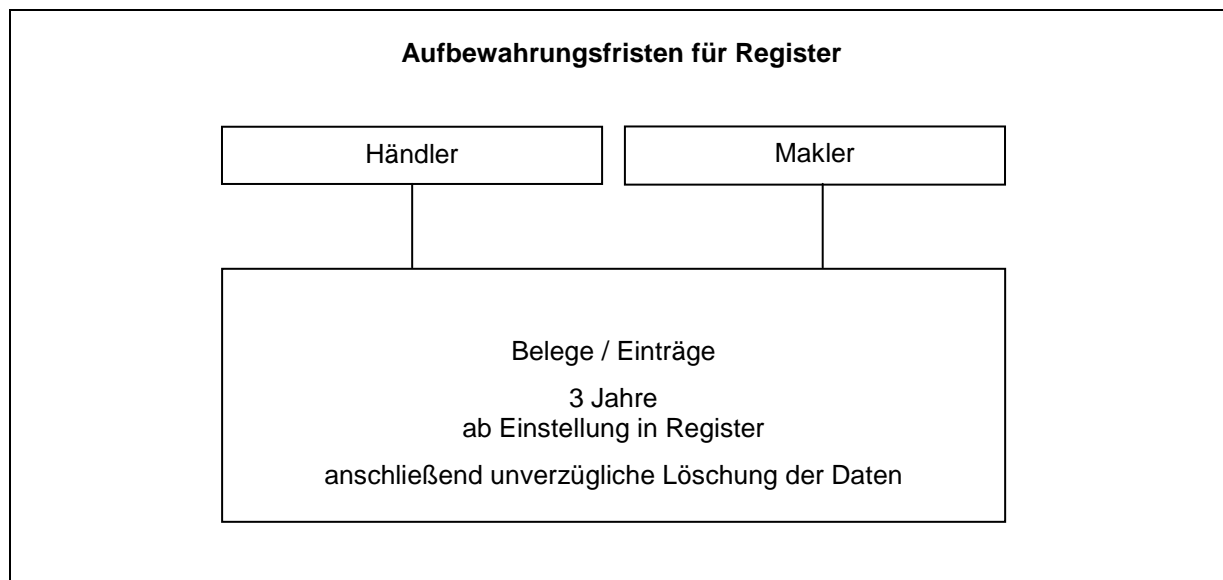 Aufbewahrungsfristen für Register
Händler
Makler
Belege / Einträge
3 Jahre
ab Einstellung in Register
anschließend unverzügliche Löschung der Daten